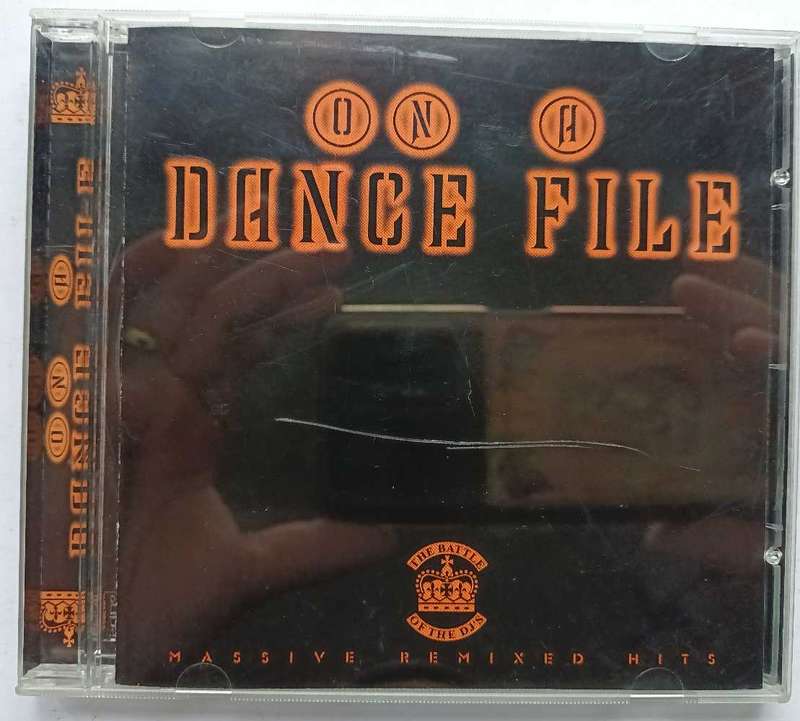 ON A
DANCE FILE
THE BATTLE
OF THE DJ'S
MASSIVE REMIXED HITS
ON A
DANCE FILE